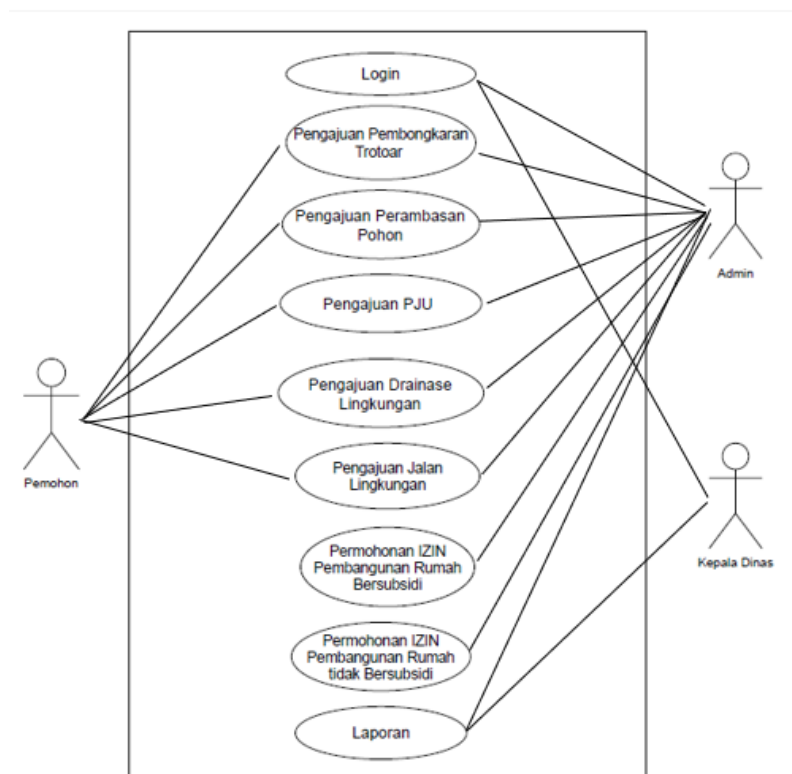 Login
Pengajuan Pembongkaran
Trotoar
Pengajuan Perambasan
Pohon
Admin
Pengajuan PJU
Pengajuan Drainase
Lingkungan
Pemohon
Pengajuan Jalan
Lingkungan
Kepala Dinas
Permohonan IZIN
Pembangunan Rumah
Bersubsidi
Permohonan IZIN
Pembangunan Rumah
tidak Bersubsidi
Laporan